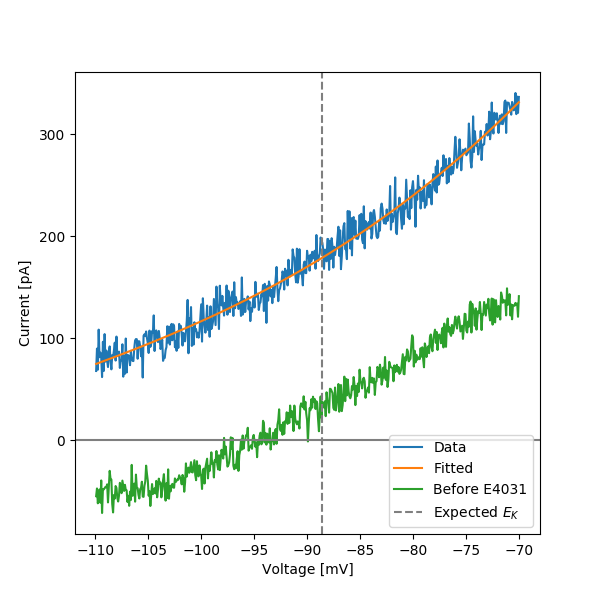 Current [pA]
300
200
100
0
−110
−105
−100
−95
−90
−85
−80
−75
−70
Voltage [mV]
Data
Fitted
Before E4031
Expected E_K